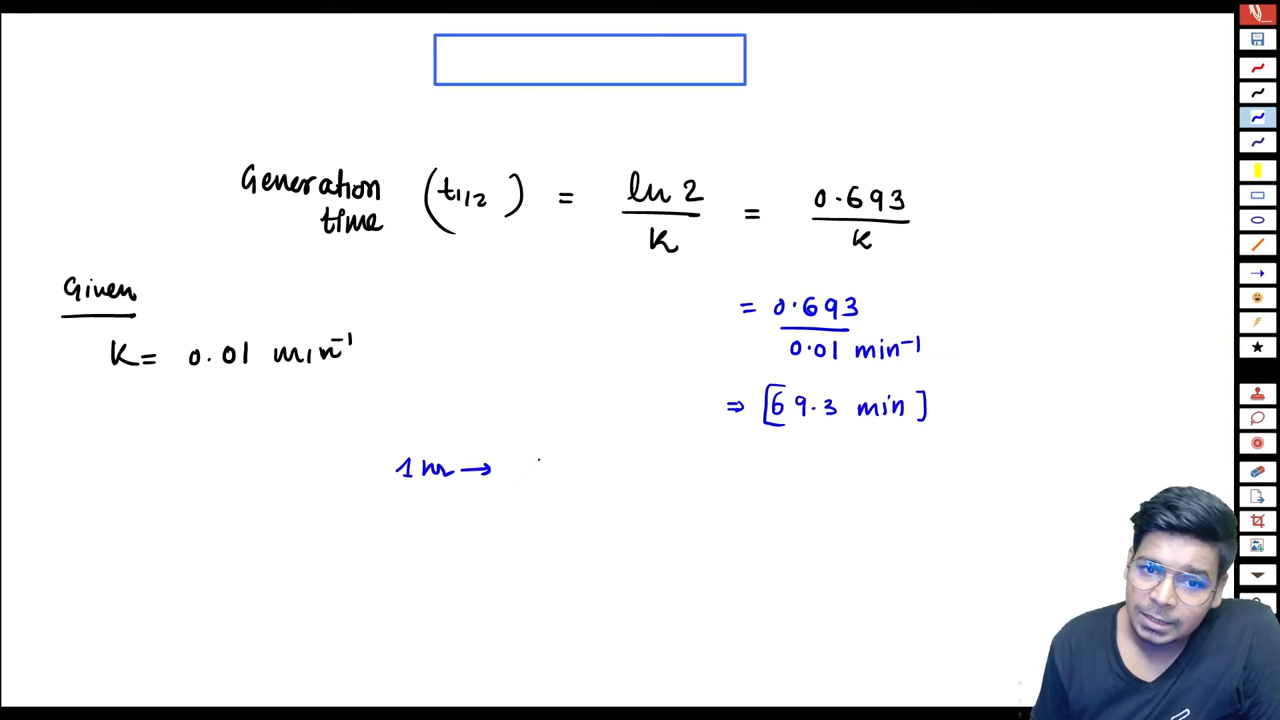 Generation time (t1/2) = ln 2 / K = 0.693 / K
Given
K = 0.01 min⁻¹
= 0.693 / 0.01 min⁻¹
⇒ [69.3 min]
1 hr →